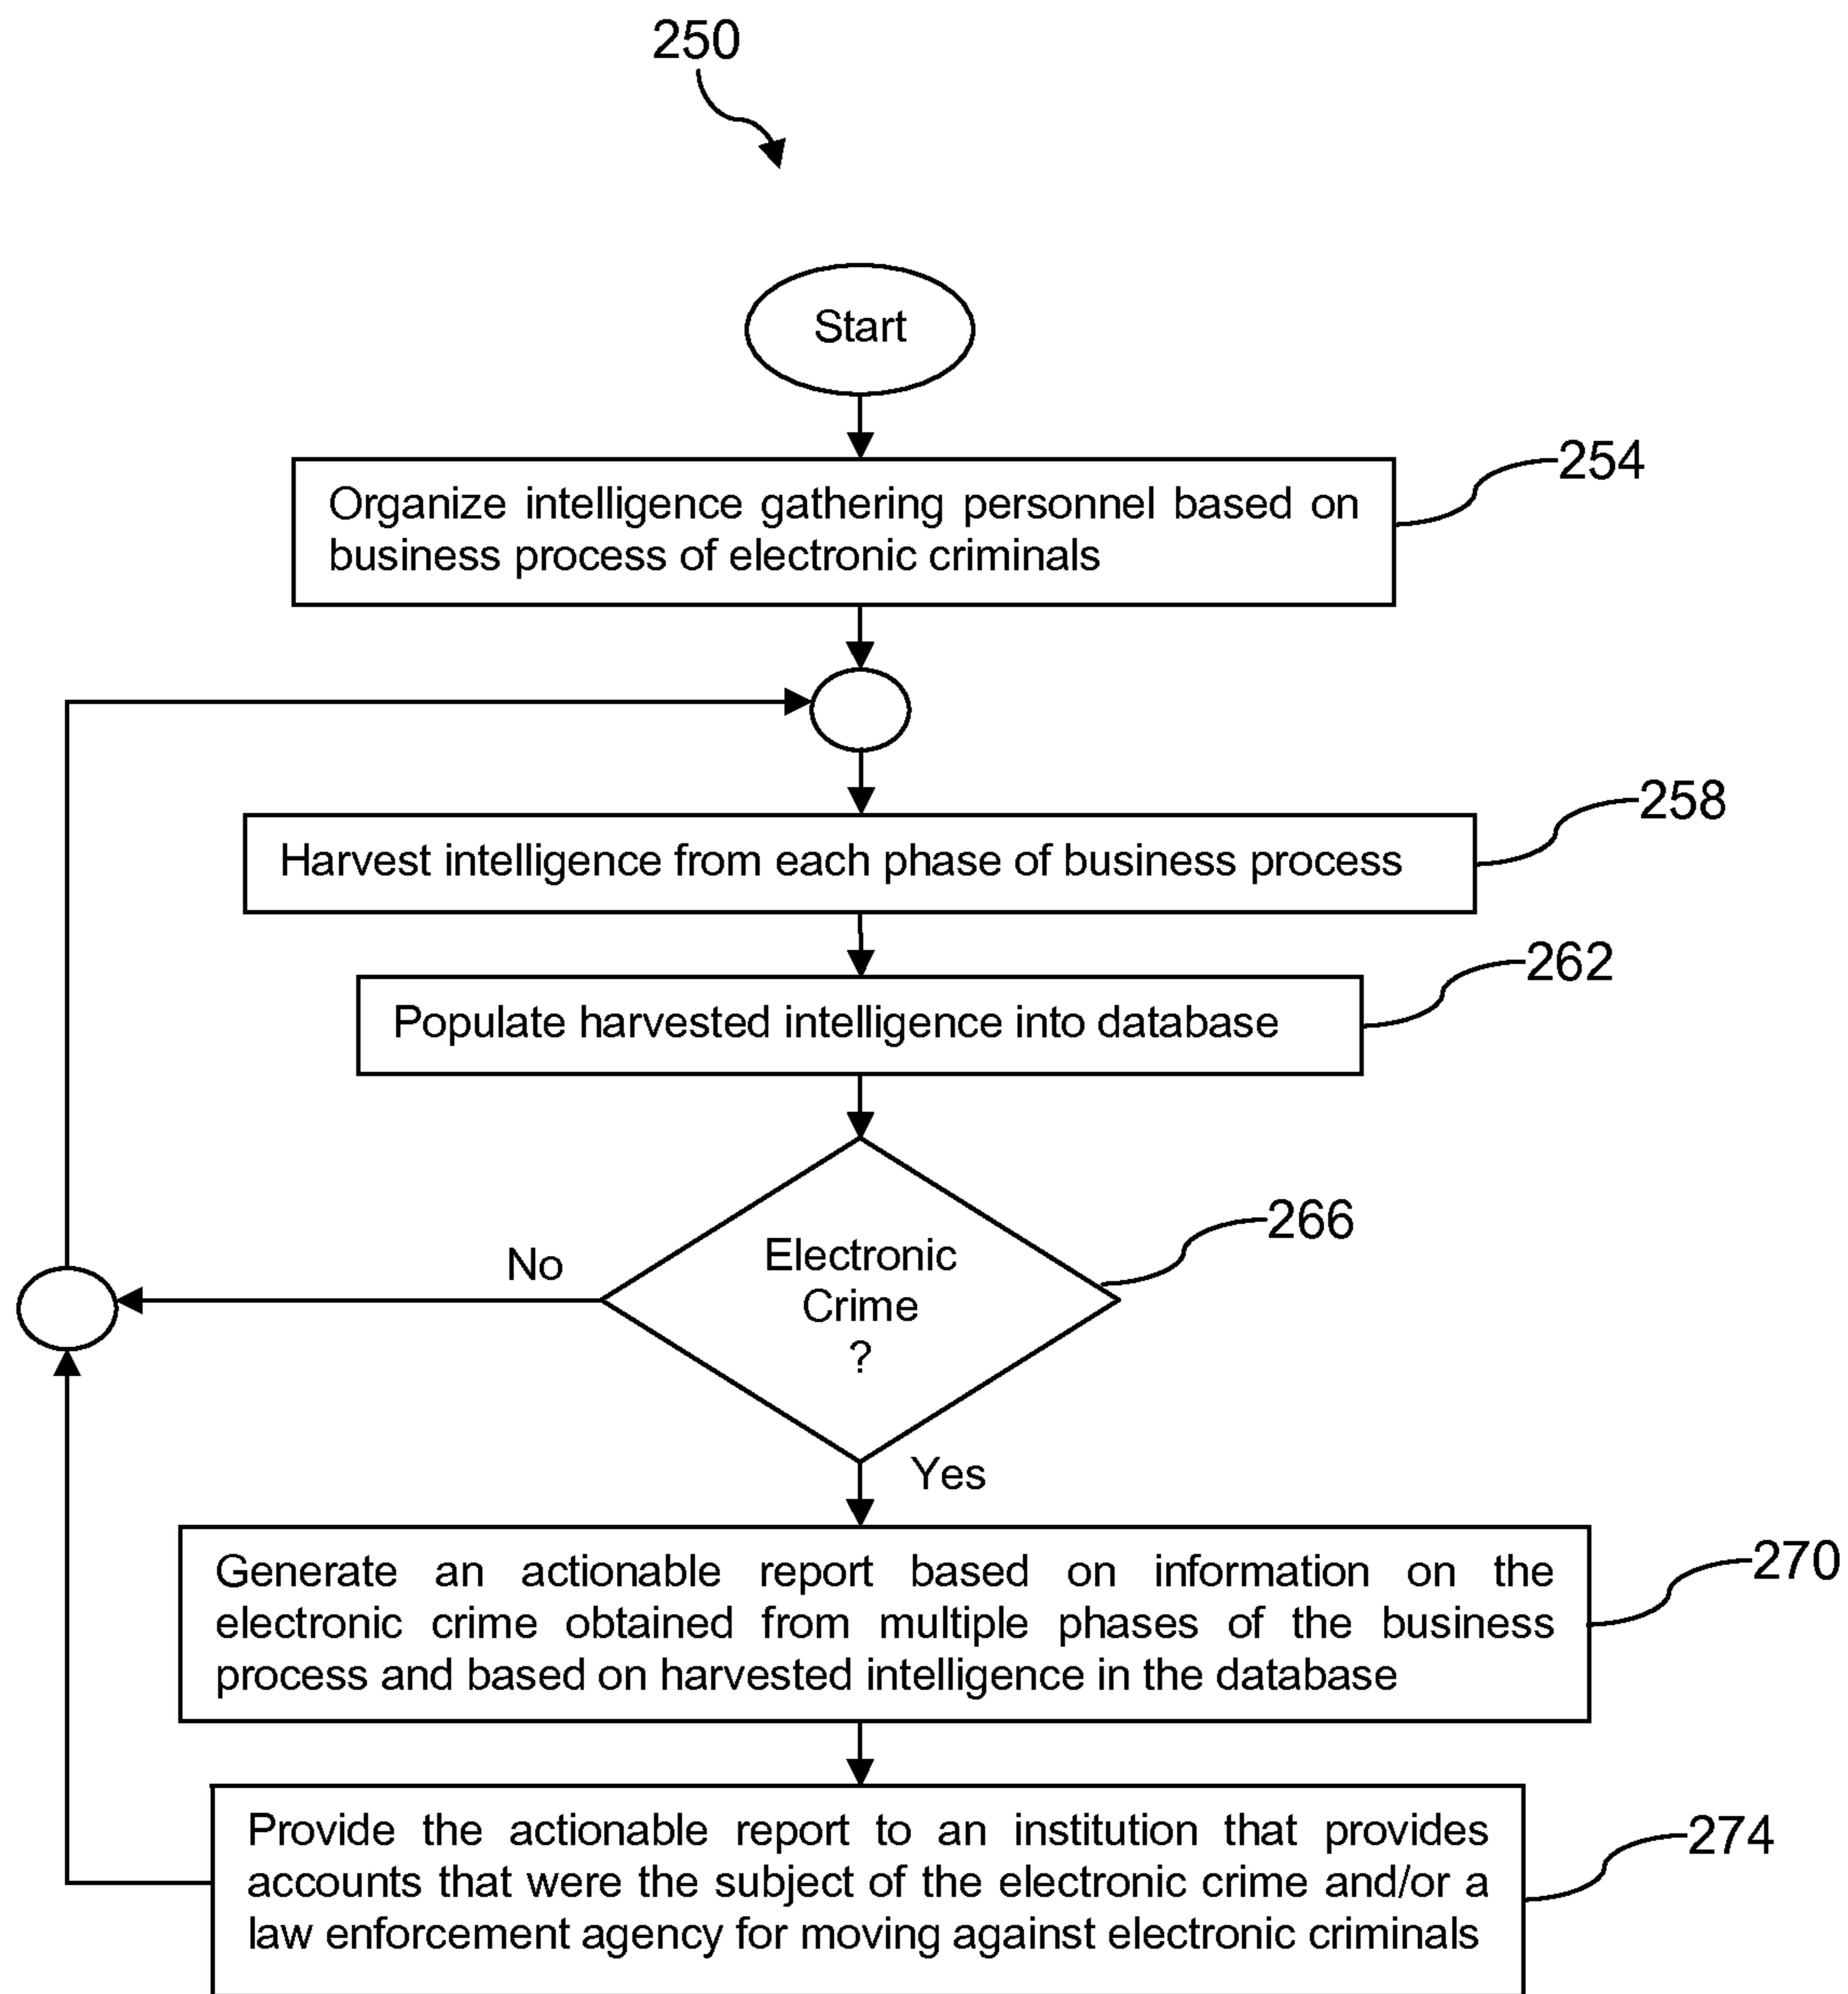 250
Start
254
Organize intelligence gathering personnel based on
business process of electronic criminals
258
Harvest intelligence from each phase of business process
262
Populate harvested intelligence into database
266
Electronic
Crime
?
No
Yes
270
Generate an actionable report based on information on the
electronic crime obtained from multiple phases of the business
process and based on harvested intelligence in the database
274
Provide the actionable report to an institution that provides
accounts that were the subject of the electronic crime and/or a
law enforcement agency for moving against electronic criminals